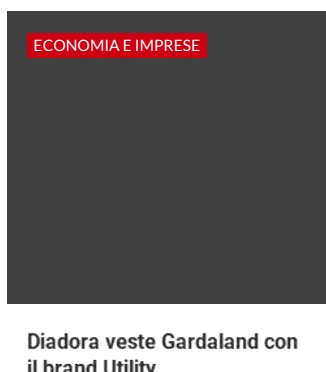 ECONOMIA E IMPRESE
Diadora veste Gardaland con
il brand Utility